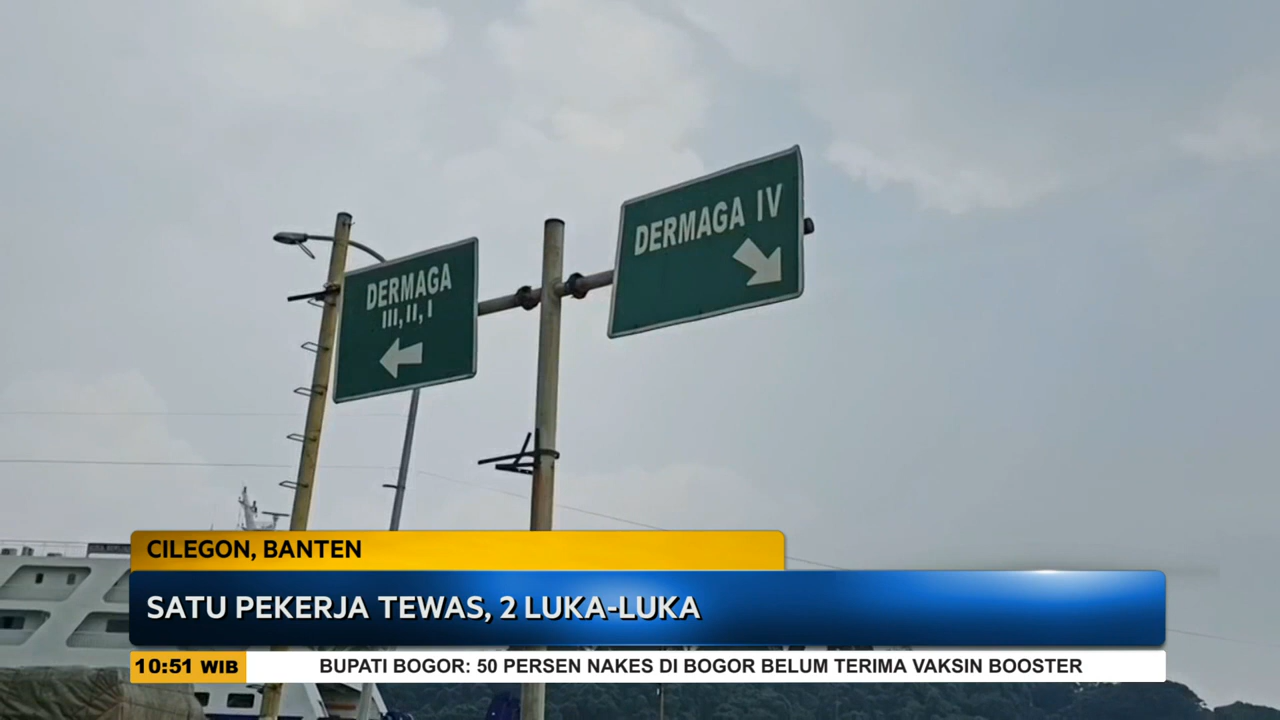 DERMAGA IV
DERMAGA
III, II, I
CILEGON, BANTEN
SATU PEKERJA TEWAS, 2 LUKA-LUKA
10:51 WIB
BUPATI BOGOR: 50 PERSEN NAKES DI BOGOR BELUM TERIMA VAKSIN BOOSTER